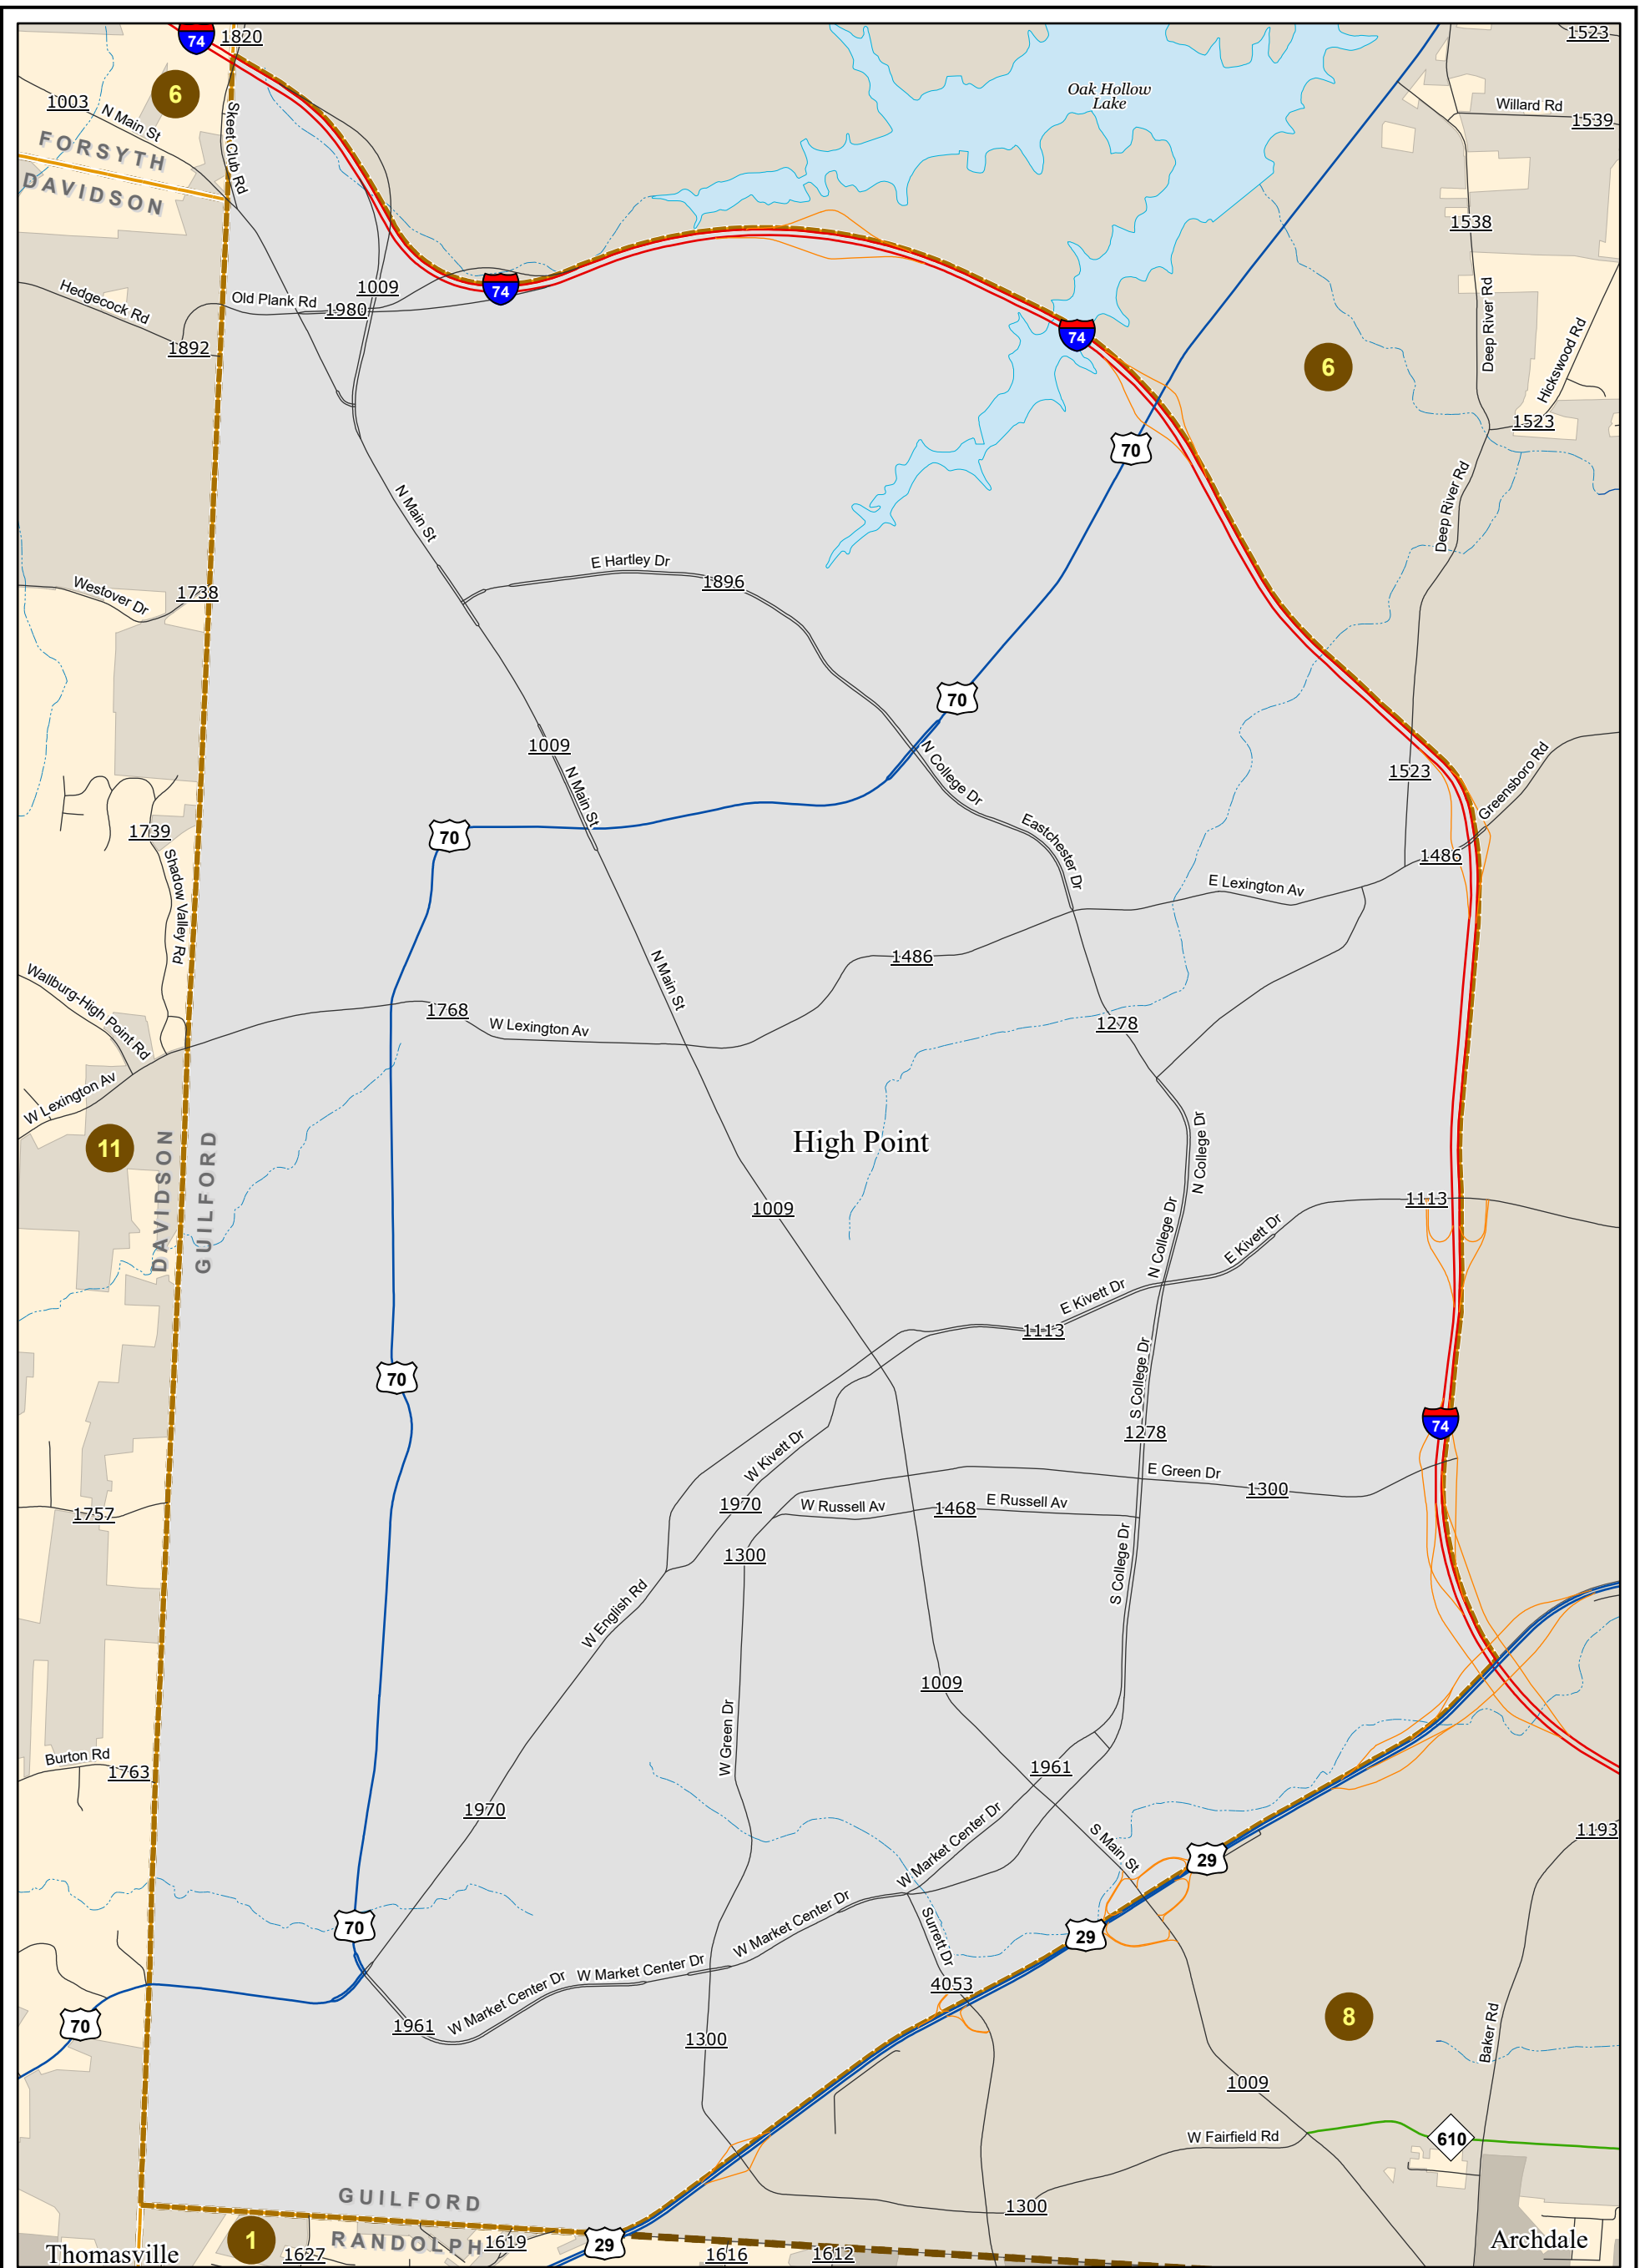 74
1820
1523
6
1003
N Main St
Skeet Club Rd
Oak Hollow
Lake
Willard Rd
1539
FORSYTH
DAVIDSON
1538
Hedgecock Rd
Old Plank Rd
1009
1980
74
1892
74
6
Deep River Rd
Hickswood Rd
1523
70
N Main St
Deep River Rd
E Hartley Dr
1896
Westover Dr
1738
70
1009
N Main St
N College Dr
1523
Greensboro Rd
1739
70
Eastchester Dr
1486
Shadow Valley Rd
E Lexington Av
N Main St
1486
Wallburg-High Point Rd
1768
W Lexington Av
1278
W Lexington Av
11
DAVIDSON
GUILFORD
High Point
N College Dr
1009
N College Dr
E Kivett Dr
1113
E Kivett Dr
1113
70
S College Dr
74
1278
W Kivett Dr
E Green Dr
1300
1970
W Russell Av
1468
E Russell Av
1757
1300
S College Dr
W English Rd
1009
W Green Dr
Burton Rd
1763
1961
1970
W Market Center Dr
S Main St
29
1193
70
W Market Center Dr
Surrett Dr
29
W Market Center Dr
W Market Center Dr
4053
70
1961
1300
8
Baker Rd
1009
W Fairfield Rd
610
GUILFORD
RANDOLPH
1300
1
Thomasville
1627
1619
29
1616
1612
Archdale